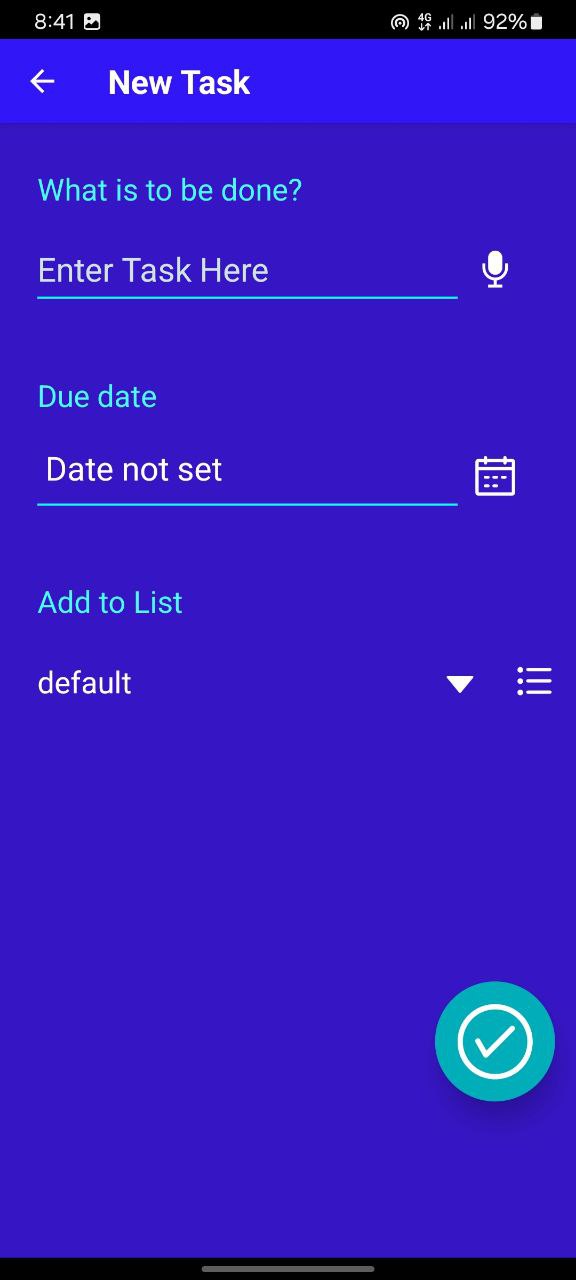 8:41 4G 92%
New Task
What is to be done?
Enter Task Here
Due date
Date not set
Add to List
default